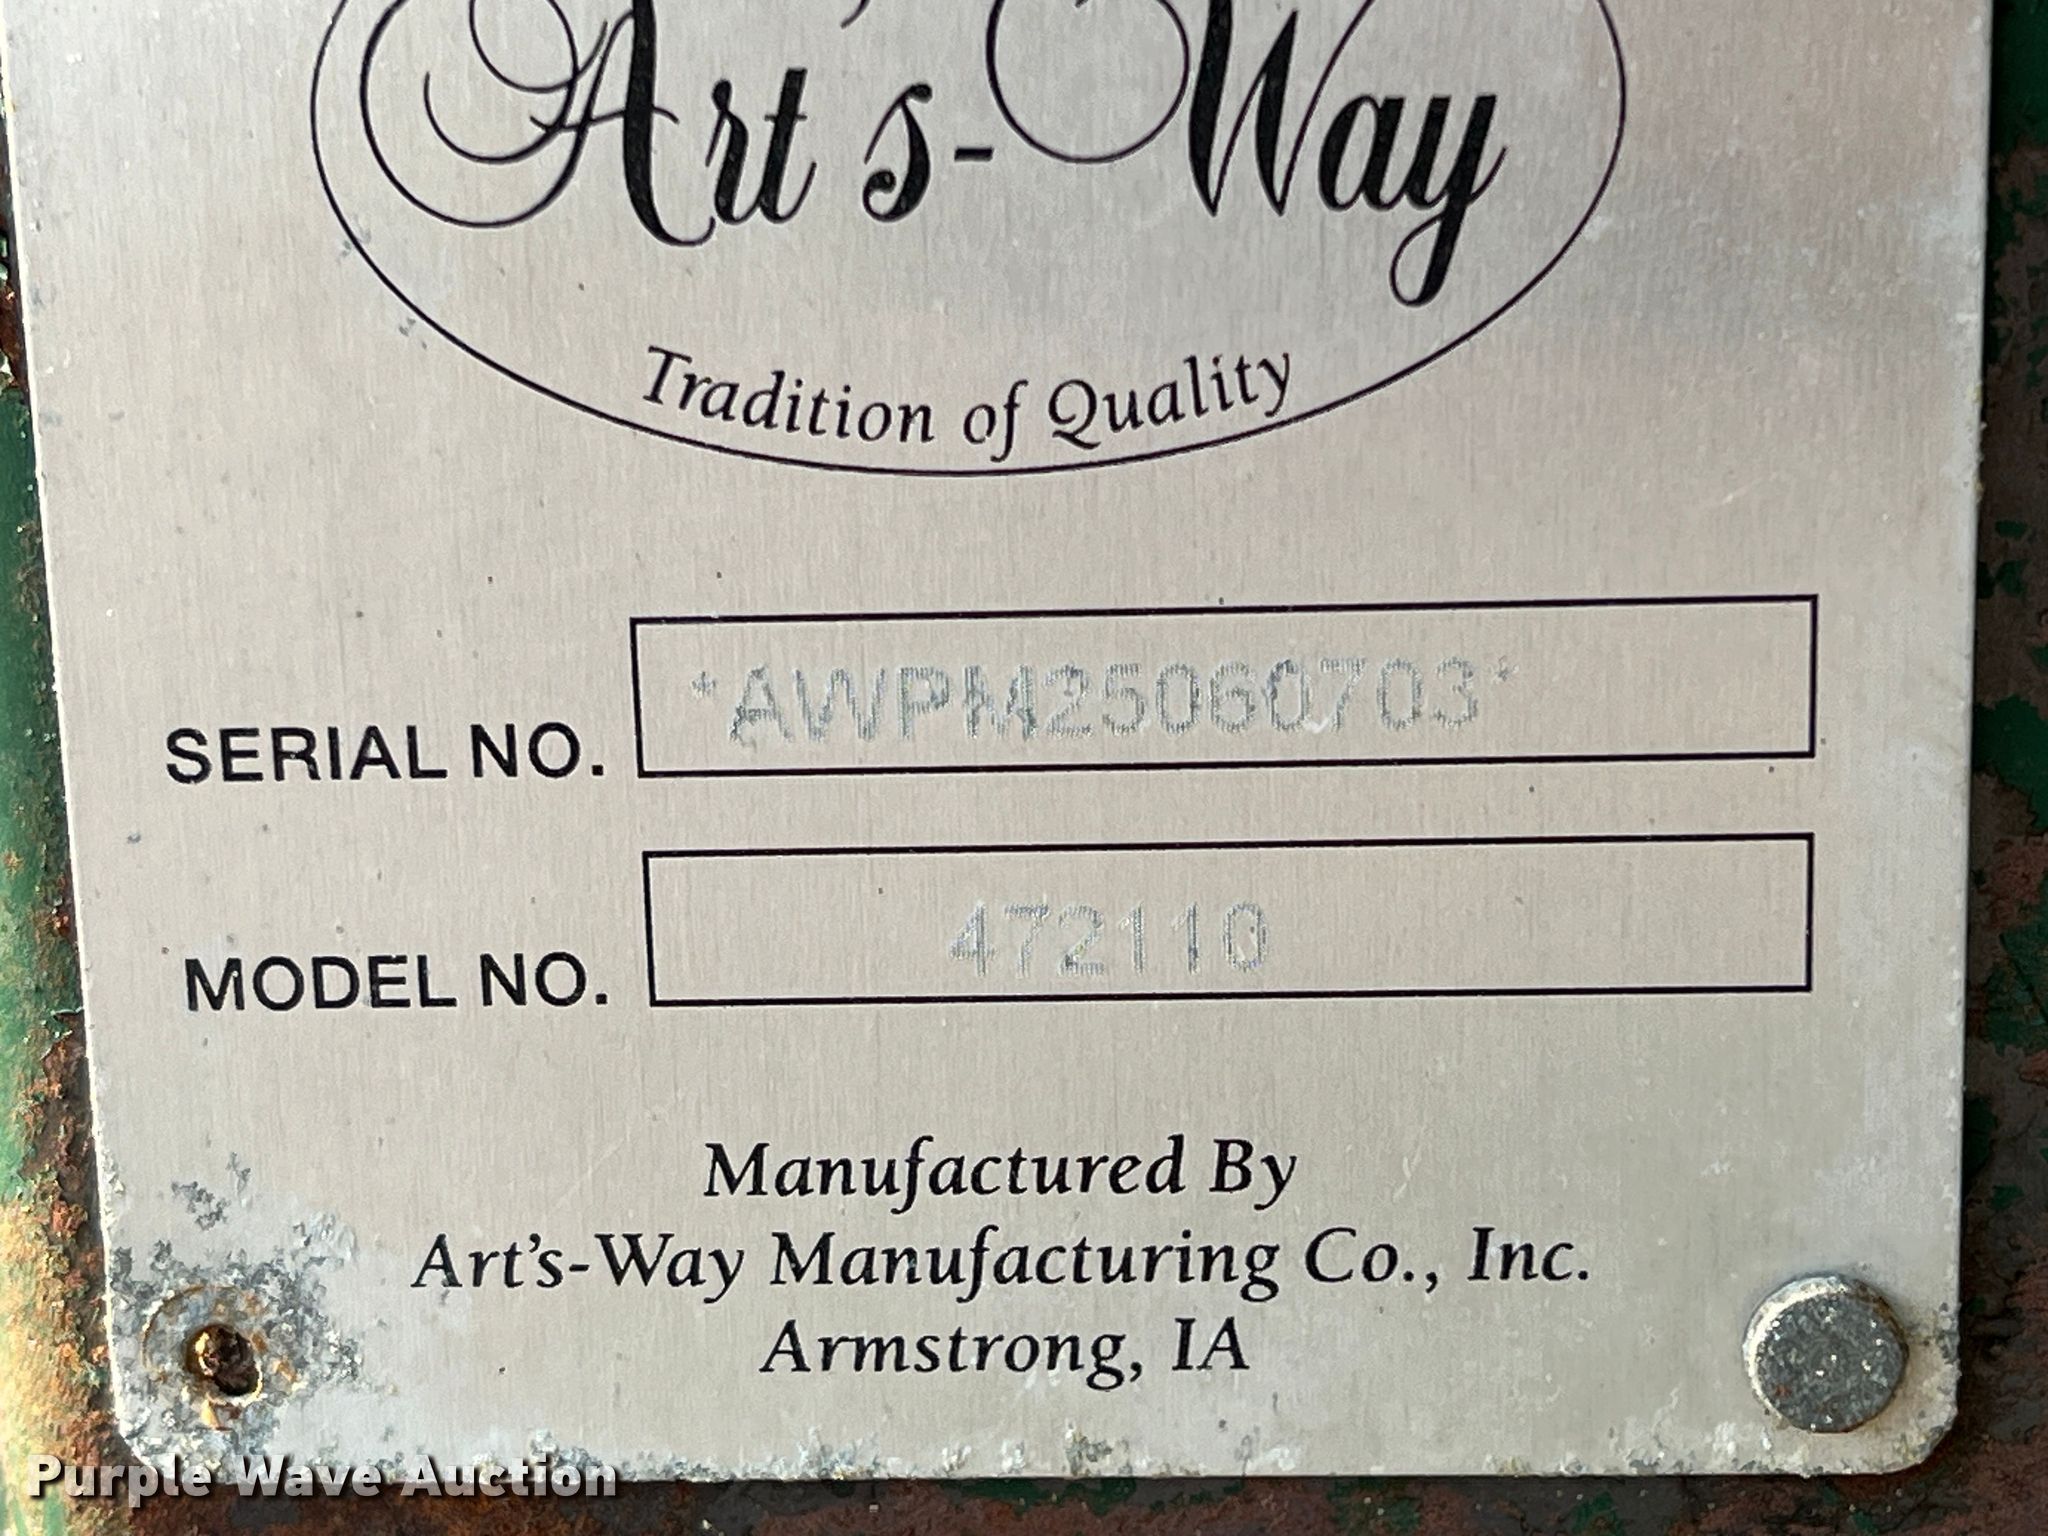 Art's-Way
Tradition of Quality
SERIAL NO. *AWPM25060703*
MODEL NO. 472110
Manufactured By
Art's-Way Manufacturing Co., Inc.
Armstrong, IA
Purple Wave Auction